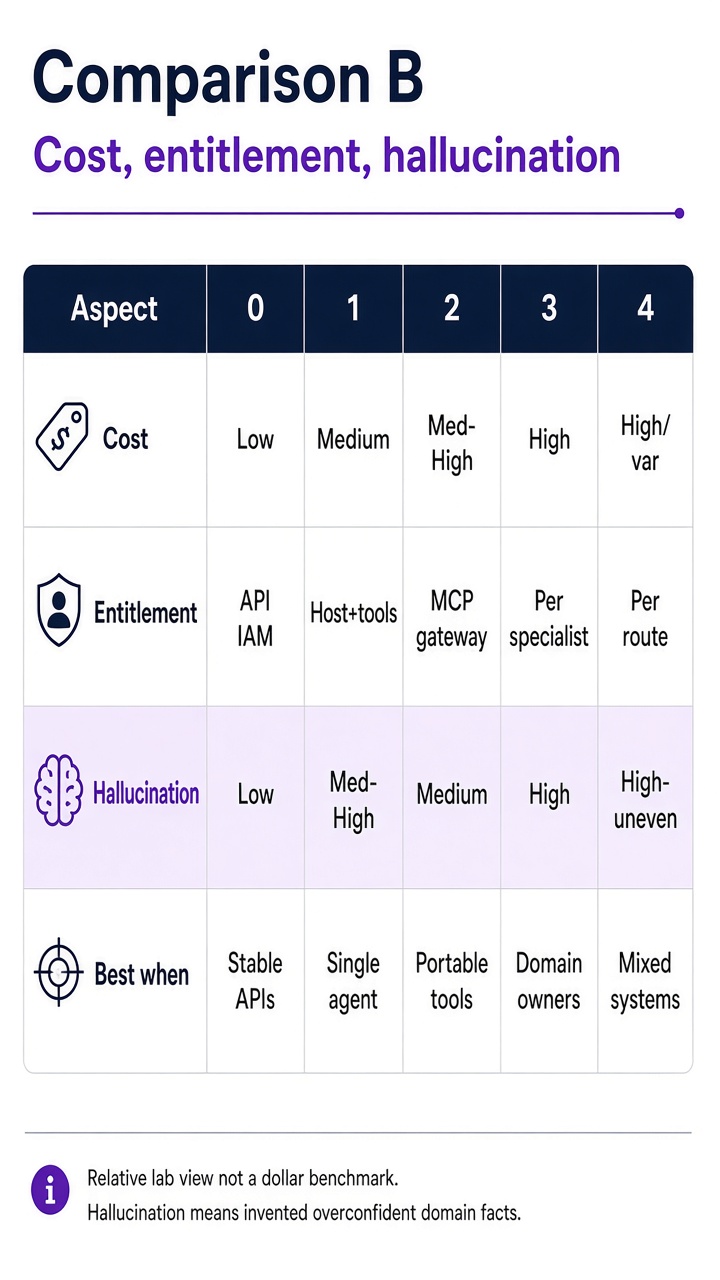 Comparison B
Cost, entitlement, hallucination
Aspect 0 1 2 3 4
$ Cost Low Medium Med-High High High/var
Entitlement API IAM Host+tools MCP gateway Per specialist Per route
Hallucination Low Med-High Medium High High-uneven
Best when Stable APIs Single agent Portable tools Domain owners Mixed systems
i Relative lab view not a dollar benchmark.
Hallucination means invented overconfident domain facts.